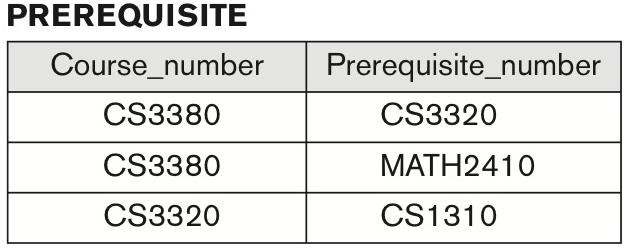 PREREQUISITE
Course_number Prerequisite_number
CS3380 CS3320
CS3380 MATH2410
CS3320 CS1310